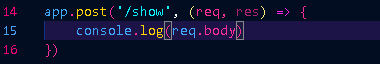 14 app.post('/show', (req, res) => {
15 console.log(req.body)
16 })